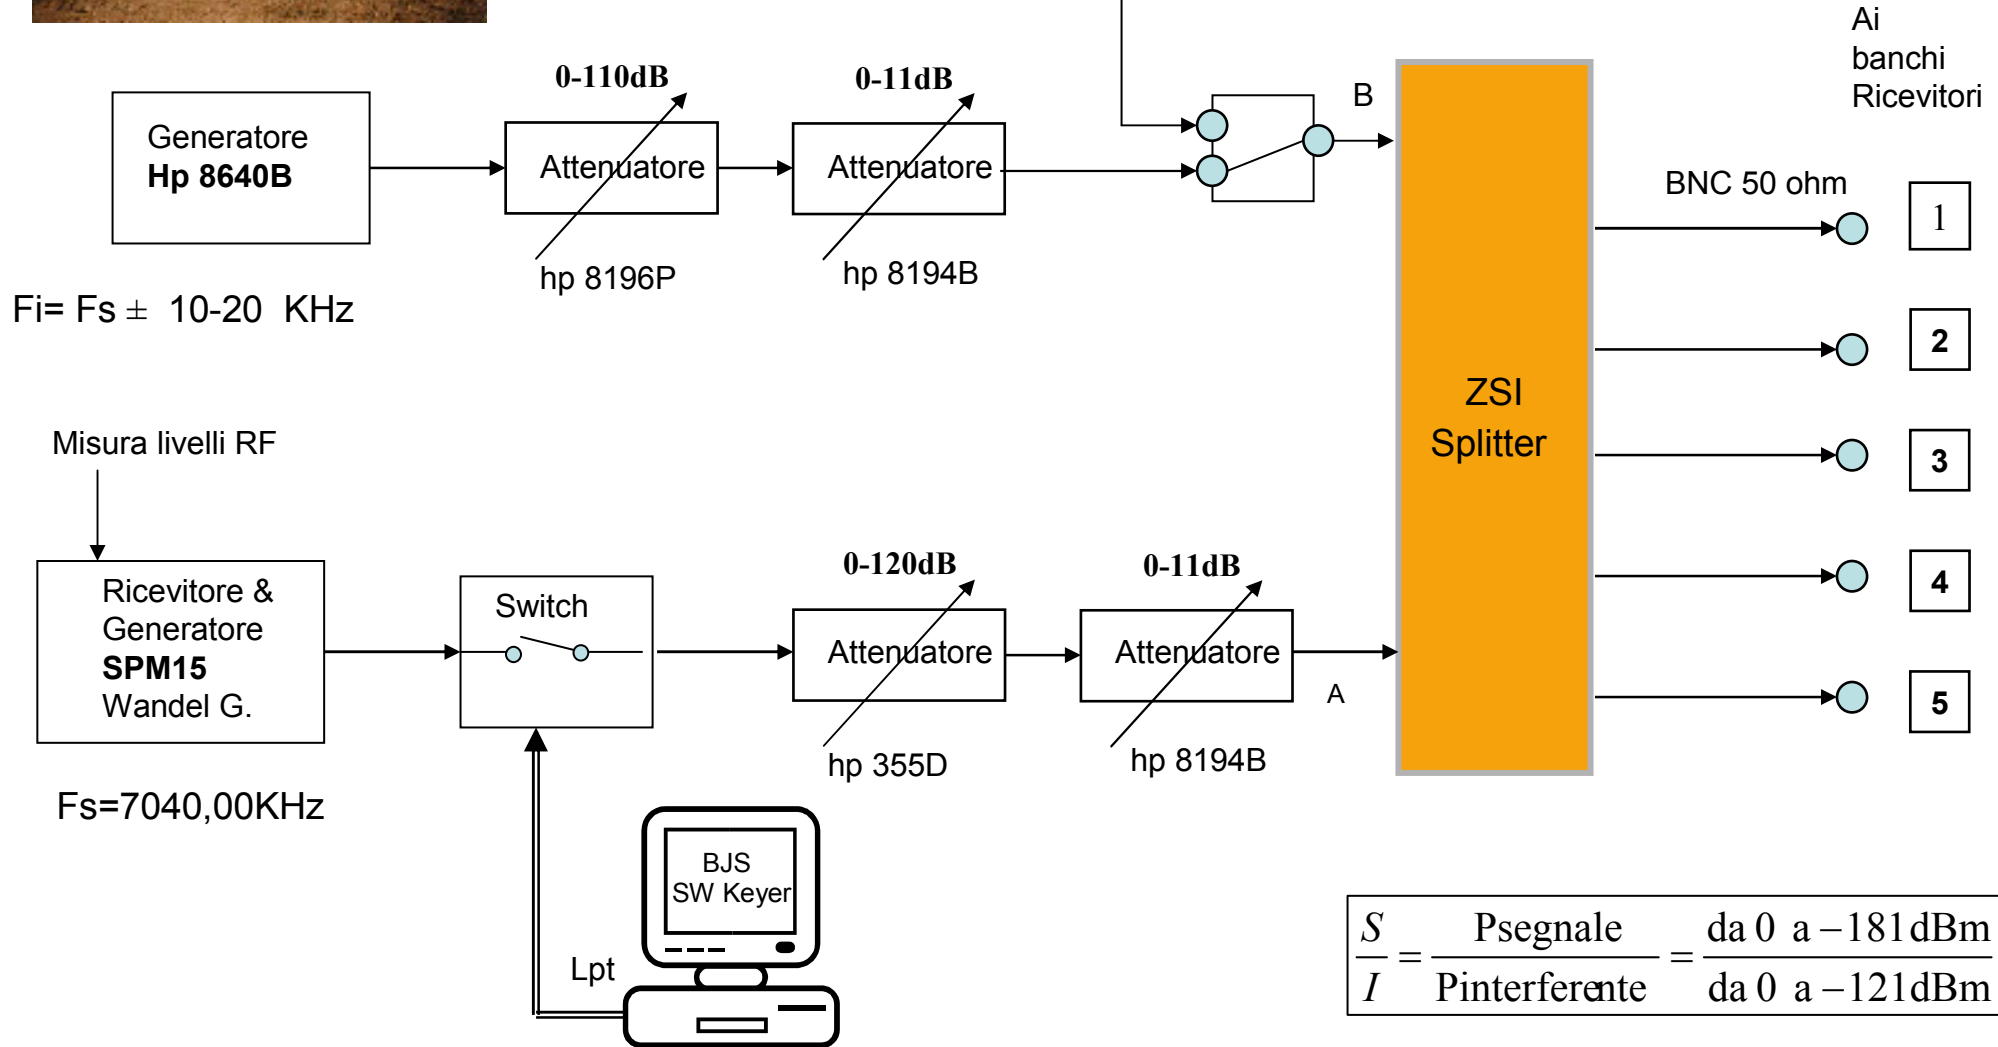 Ai
banchi
Ricevitori
0-110dB
0-11dB
B
Generatore
Hp 8640B
Attenuatore
Attenuatore
BNC 50 ohm
1
hp 8196P
hp 8194B
Fi= Fs ± 10-20 KHz
2
ZSI
Splitter
Misura livelli RF
3
0-120dB
0-11dB
Ricevitore &
Generatore
SPM15
Wandel G.
Switch
Attenuatore
Attenuatore
4
A
5
hp 355D
hp 8194B
Fs=7040,00KHz
BJS
SW Keyer
Lpt
S/I = Psegnale/Pinterferente = da 0 a −181dBm/da 0 a −121dBm